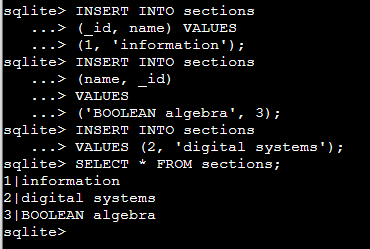 sqlite> INSERT INTO sections
   ...> (_id, name) VALUES
   ...> (1, 'information');
sqlite> INSERT INTO sections
   ...> (name, _id)
   ...> VALUES
   ...> ('BOOLEAN algebra', 3);
sqlite> INSERT INTO sections
   ...> VALUES (2, 'digital systems');
sqlite> SELECT * FROM sections;
1|information
2|digital systems
3|BOOLEAN algebra
sqlite>